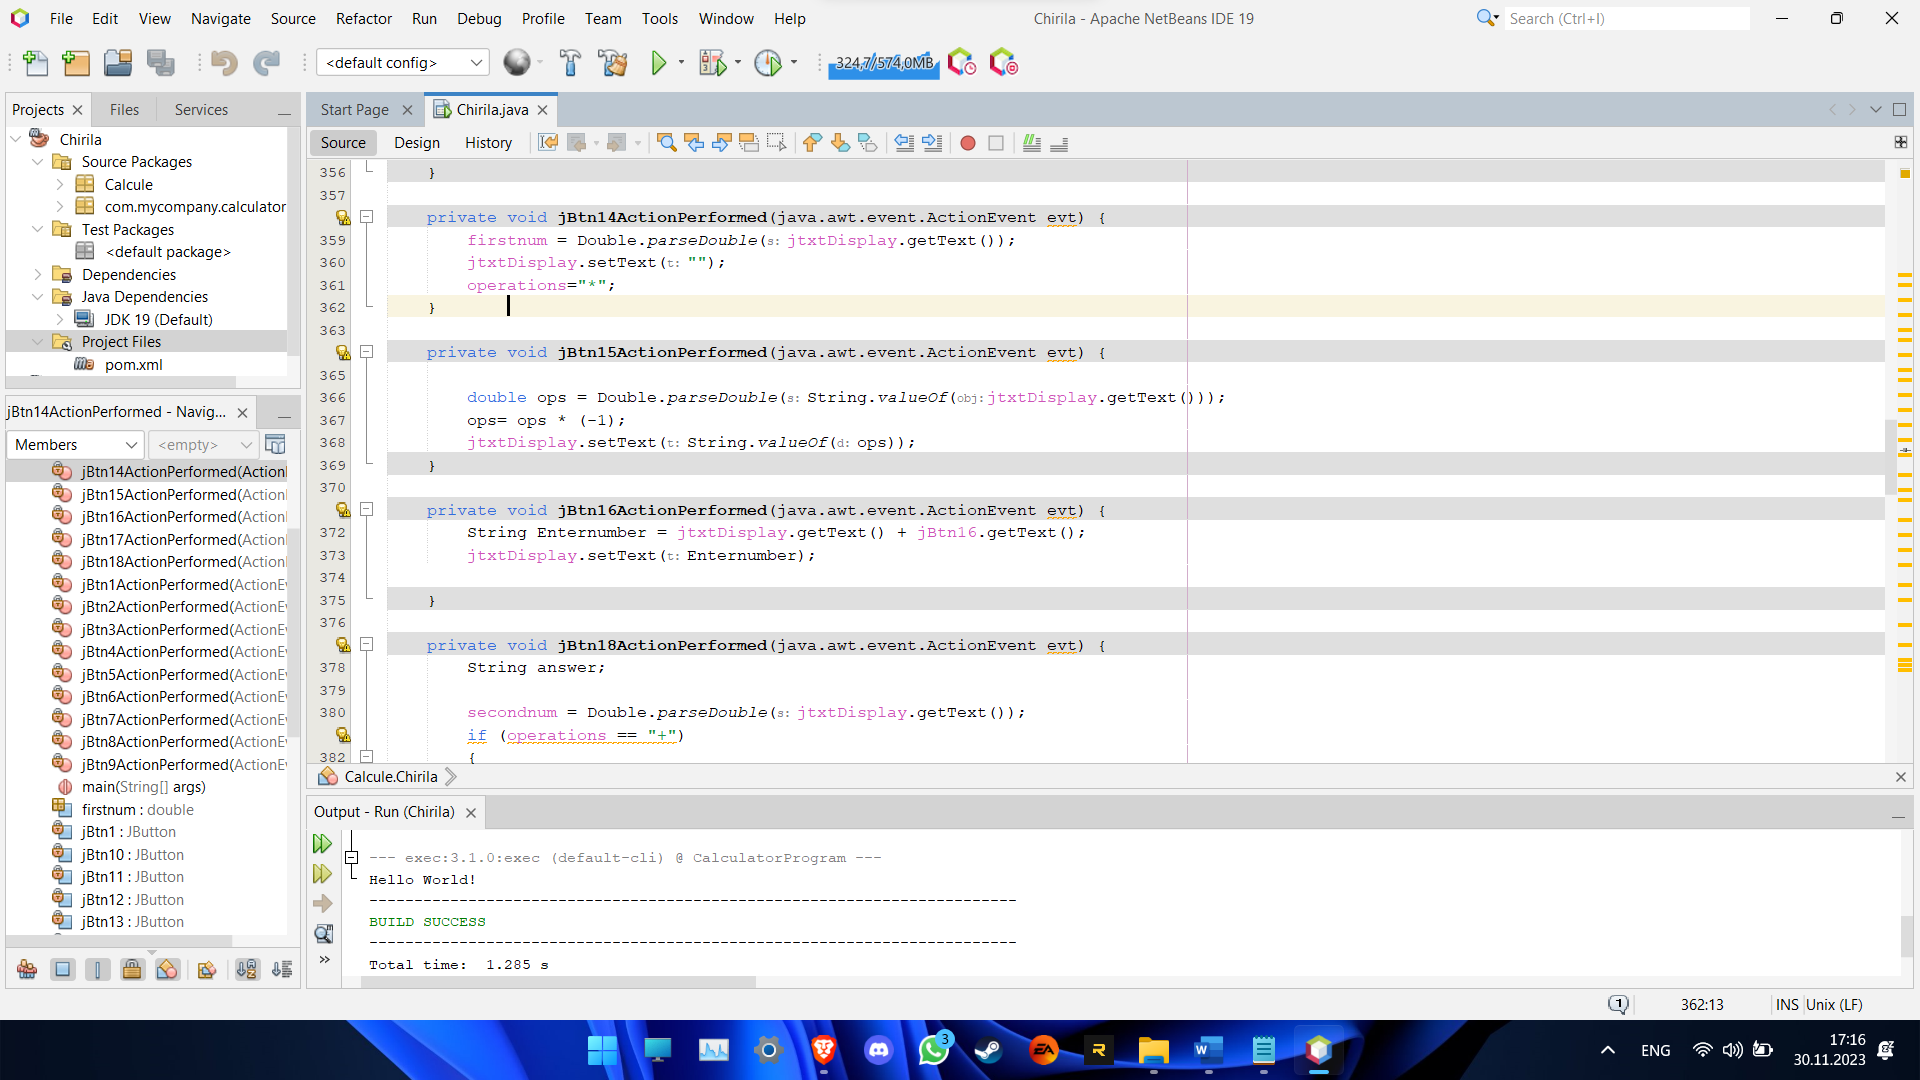 File Edit View Navigate Source Refactor Run Debug Profile Team Tools Window Help
Chirila - Apache NetBeans IDE 19
Search (Ctrl+I)
<default config>
324,7/574,0MB
Projects Files Services
Chirila
Source Packages
Calcule
com.mycompany.calculator
Test Packages
<default package>
Dependencies
Java Dependencies
JDK 19 (Default)
Project Files
pom.xml
jBtn14ActionPerformed - Navig...
Members <empty>
jBtn14ActionPerformed(Action
jBtn15ActionPerformed(Action
jBtn16ActionPerformed(Action
jBtn17ActionPerformed(Action
jBtn18ActionPerformed(Action
jBtn1ActionPerformed(ActionE
jBtn2ActionPerformed(ActionE
jBtn3ActionPerformed(ActionE
jBtn4ActionPerformed(ActionE
jBtn5ActionPerformed(ActionE
jBtn6ActionPerformed(ActionE
jBtn7ActionPerformed(ActionE
jBtn8ActionPerformed(ActionE
jBtn9ActionPerformed(ActionE
main(String[] args)
firstnum : double
jBtn1 : JButton
jBtn10 : JButton
jBtn11 : JButton
jBtn12 : JButton
jBtn13 : JButton
Start Page Chirila.java
Source Design History
356 }
357
private void jBtn14ActionPerformed(java.awt.event.ActionEvent evt) {
359 firstnum = Double.parseDouble(s: jtxtDisplay.getText());
360 jtxtDisplay.setText(t: "");
361 operations="*";
362 }
363
private void jBtn15ActionPerformed(java.awt.event.ActionEvent evt) {
365
366 double ops = Double.parseDouble(s: String.valueOf(obj: jtxtDisplay.getText()));
367 ops= ops * (-1);
368 jtxtDisplay.setText(t: String.valueOf(d: ops));
369 }
370
private void jBtn16ActionPerformed(java.awt.event.ActionEvent evt) {
372 String Enternumber = jtxtDisplay.getText() + jBtn16.getText();
373 jtxtDisplay.setText(t: Enternumber);
374
375 }
376
private void jBtn18ActionPerformed(java.awt.event.ActionEvent evt) {
378 String answer;
379
380 secondnum = Double.parseDouble(s: jtxtDisplay.getText());
if (operations == "+")
382 {
Calcule.Chirila
Output - Run (Chirila)
--- exec:3.1.0:exec (default-cli) @ CalculatorProgram ---
Hello World!
------------------------------------------------------------------------
BUILD SUCCESS
------------------------------------------------------------------------
Total time: 1.285 s
1 362:13 INS Unix (LF)
3
EA
R
W
ENG
17:16
30.11.2023